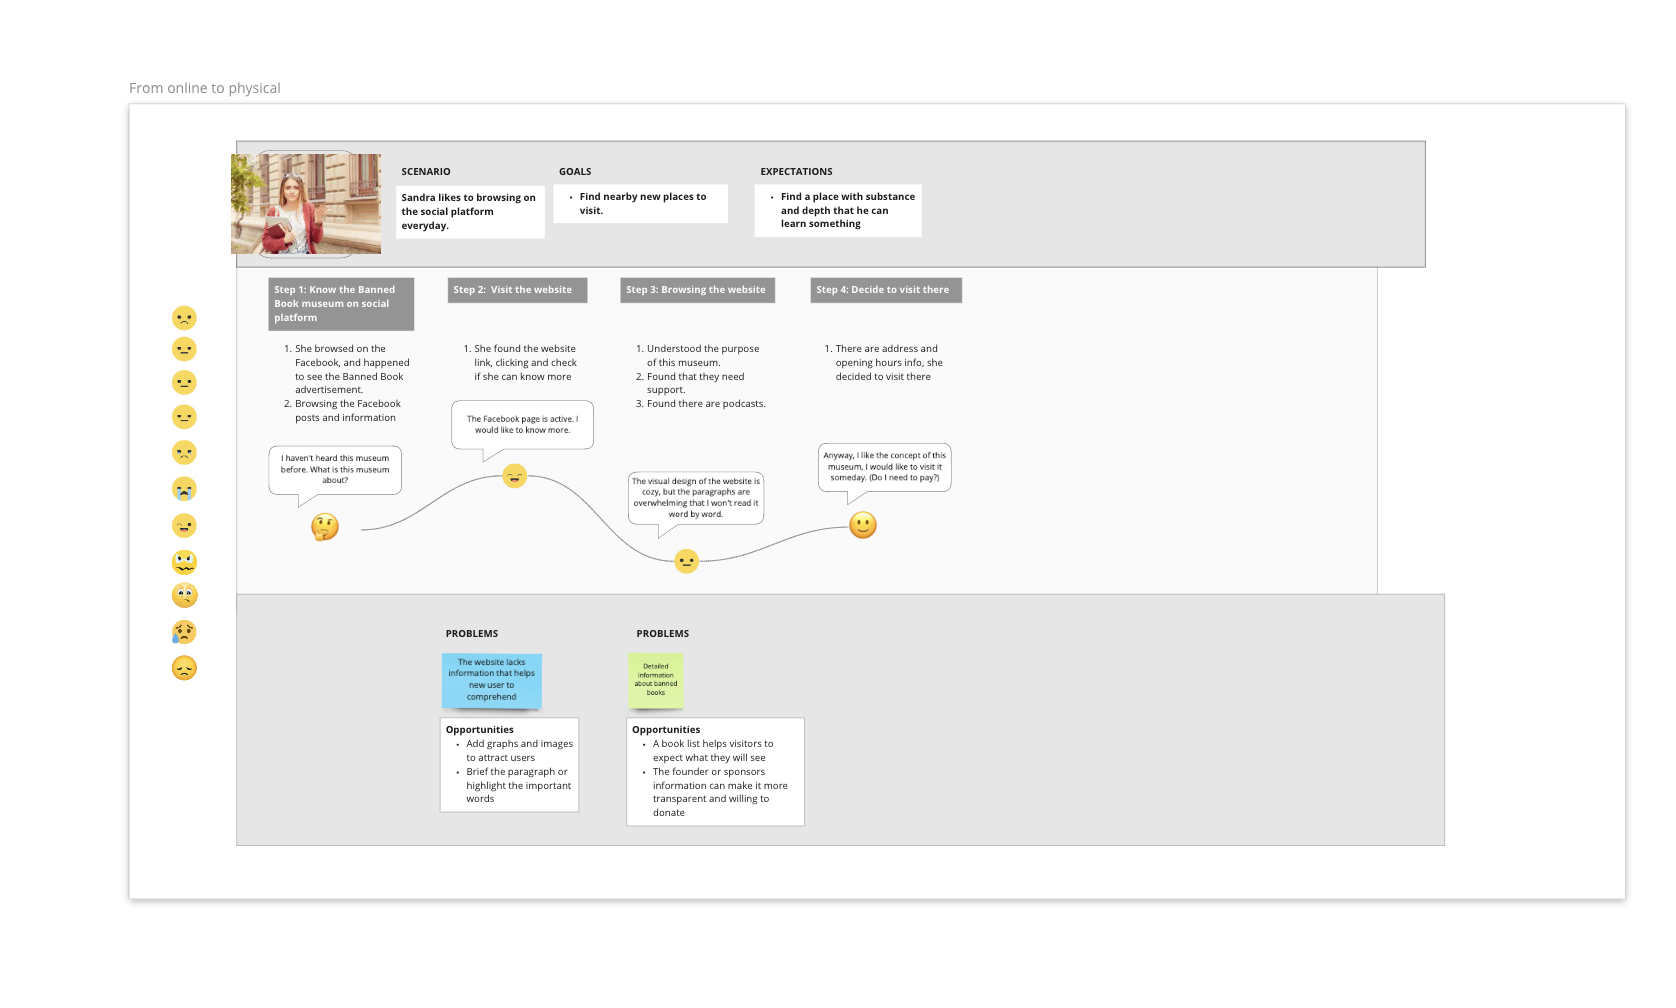 From online to physical
SCENARIO
Sandra likes to browsing on
the social platform
everyday.
GOALS
• Find nearby new places to
visit.
EXPECTATIONS
• Find a place with substance
and depth that he can
learn something
Step 1: Know the Banned
Book museum on social
platform
1. She browsed on the
Facebook, and happened
to see the Banned Book
advertisement.
2. Browsing the Facebook
posts and information
I haven't heard this museum
before. What is this museum
about?
Step 2: Visit the website
1. She found the website
link, clicking and check
if she can know more
The Facebook page is active. I
would like to know more.
Step 3: Browsing the website
1. Understood the purpose
of this museum.
2. Found that they need
support.
3. Found there are podcasts.
The visual design of the website is
cozy, but the paragraphs are
overwhelming that I won't read it
word by word.
Step 4: Decide to visit there
1. There are address and
opening hours info, she
decided to visit there
Anyway, I like the concept of this
museum, I would like to visit it
someday. (Do I need to pay?)
PROBLEMS
The website lacks
information that helps
new user to
comprehend
Opportunities
• Add graphs and images
to attract users
• Brief the paragraph or
highlight the important
words
PROBLEMS
Detailed
information
about banned
books
Opportunities
• A book list helps visitors to
expect what they will see
• The founder or sponsors
information can make it more
transparent and willing to
donate